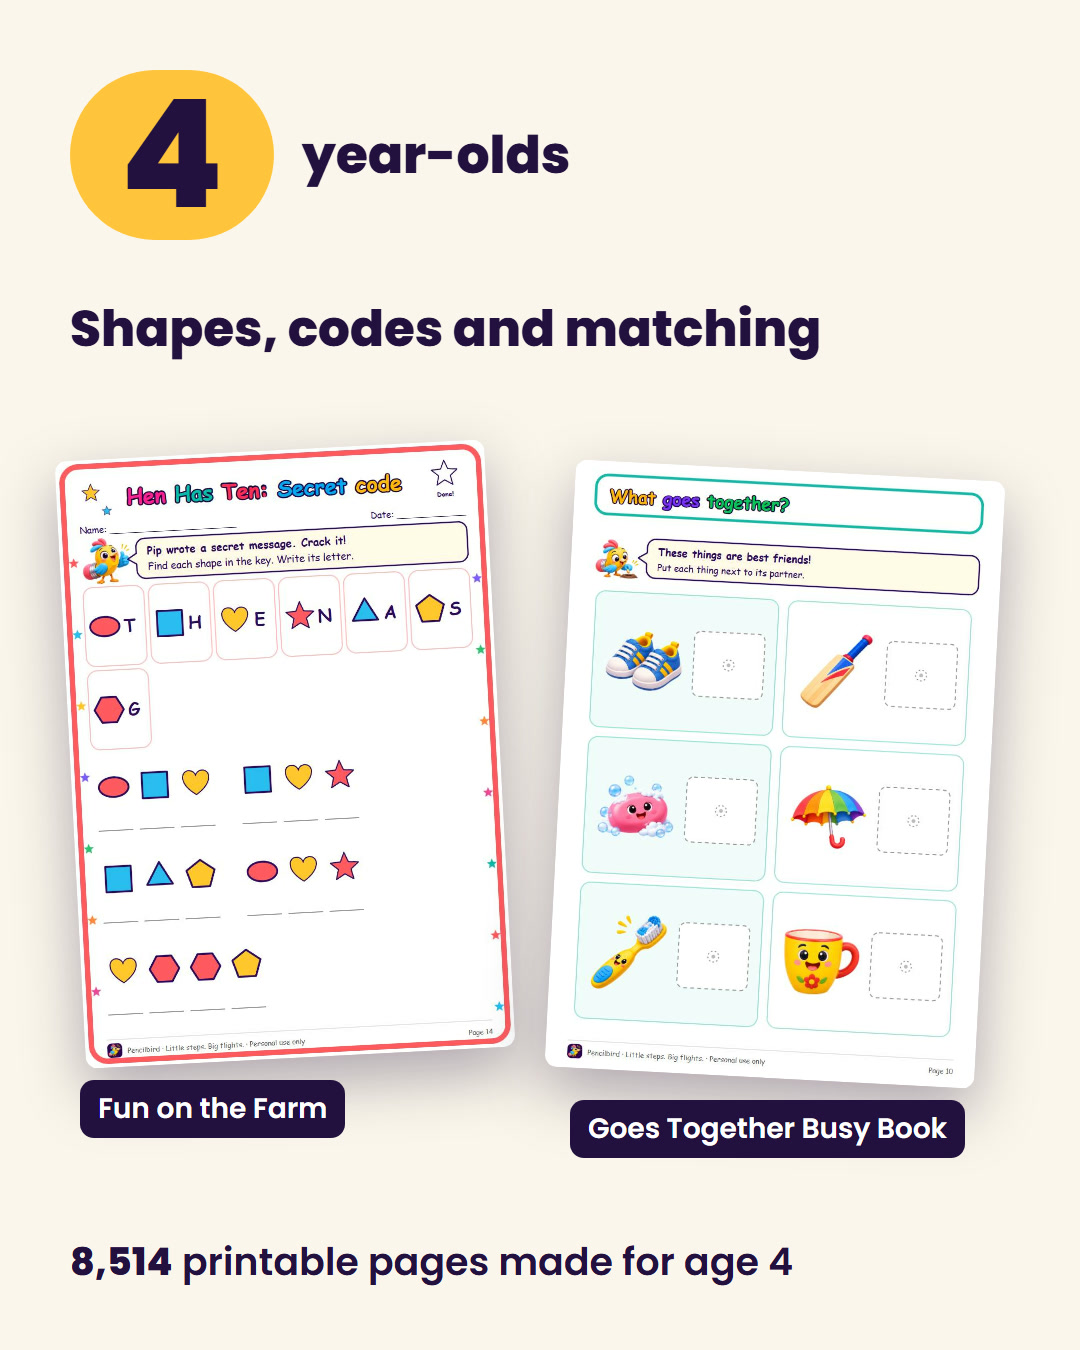 4
year-olds
Shapes, codes and matching
Hen Has Ten: Secret code
Done!
Name:
Date:
Pip wrote a secret message. Crack it!
Find each shape in the key. Write its letter.
T H E N A S
G
Page 14
Pencilbird · Little steps. Big flights. · Personal use only
Fun on the Farm
What goes together?
These things are best friends!
Put each thing next to its partner.
Pencilbird · Little steps. Big flights. · Personal use only
Page 10
Goes Together Busy Book
8,514 printable pages made for age 4